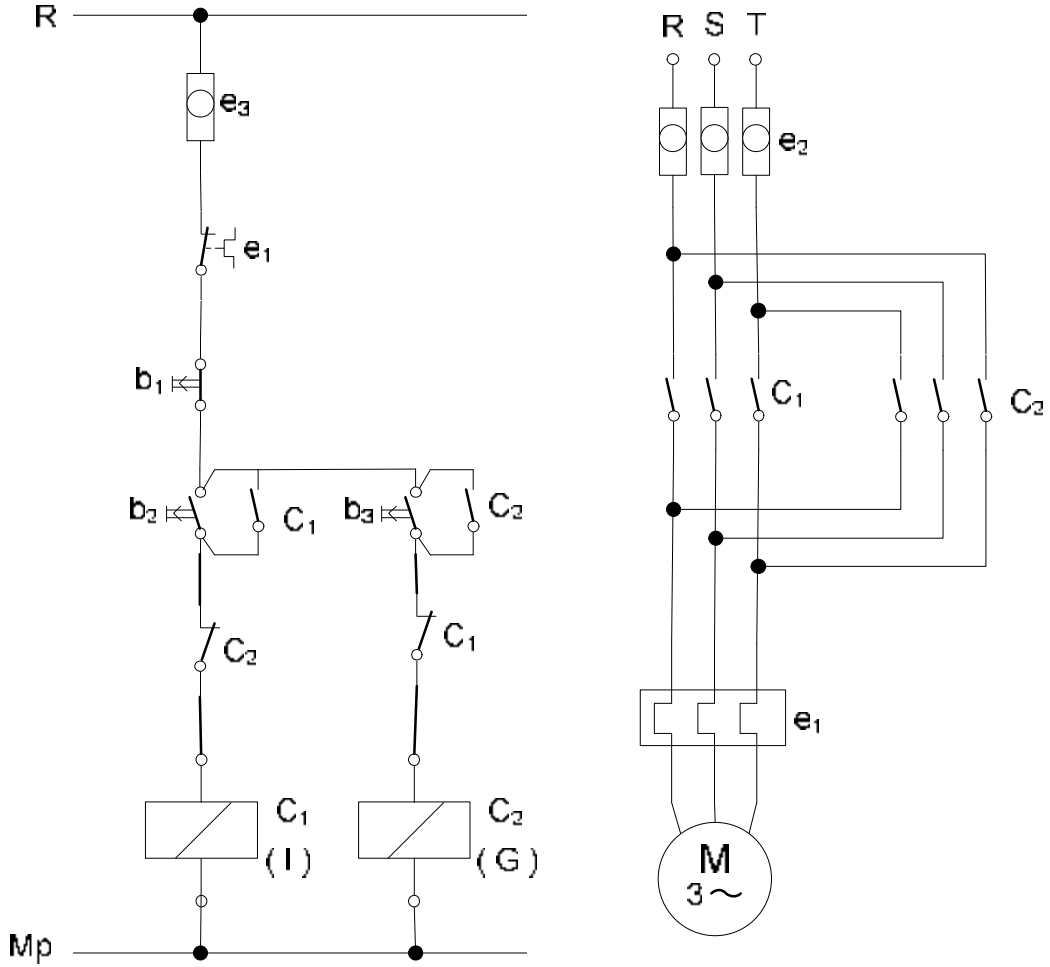 R
e₃
e₁
b₁
b₂
C₁
b₃
C₂
C₂
C₁
C₁
( I )
C₂
( G )
Mp
R S T
e₂
C₁
C₂
e₁
M
3 ~